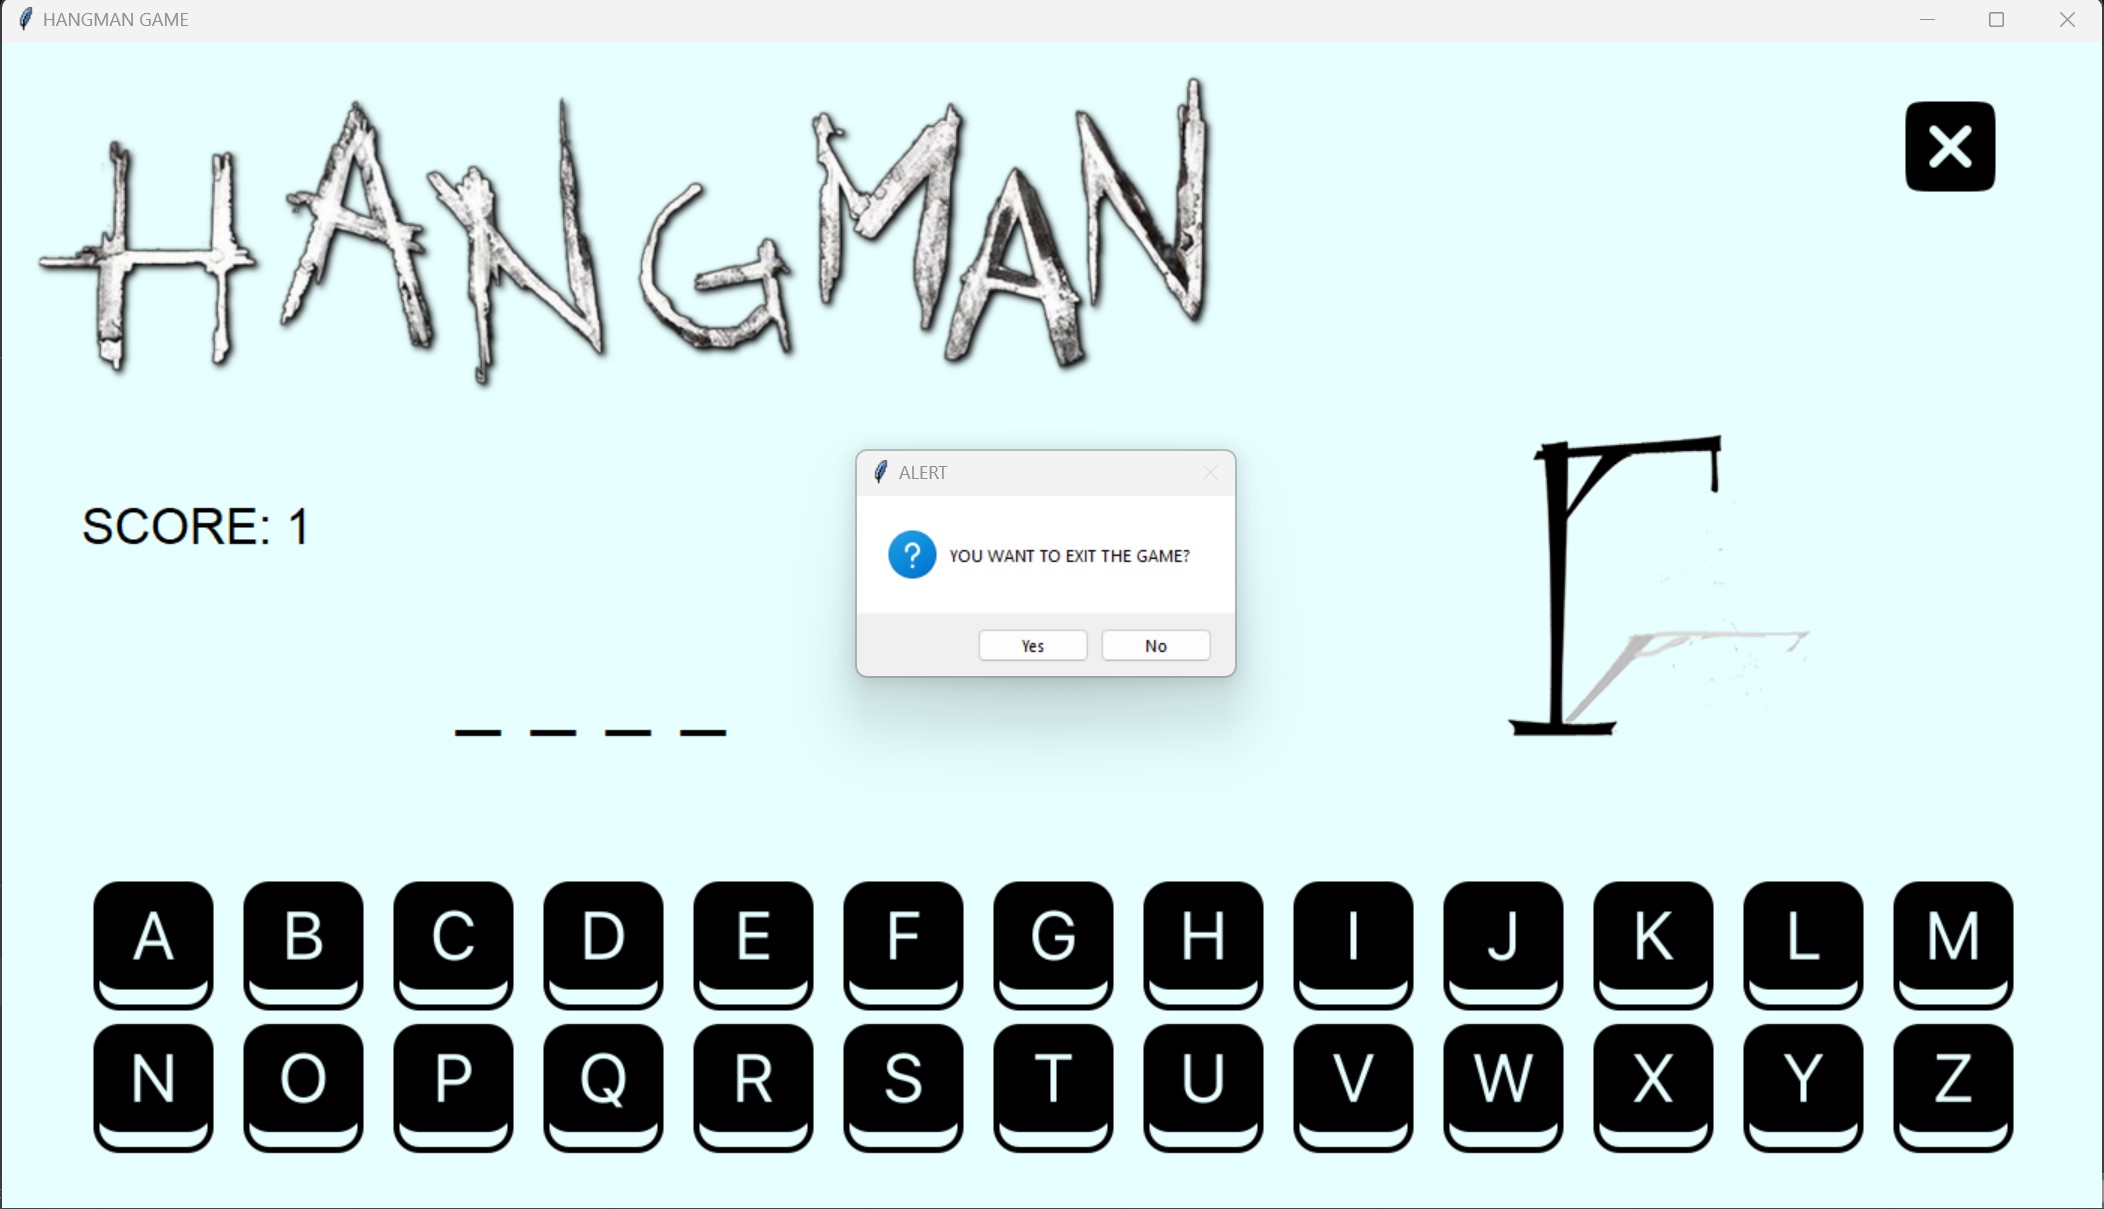 HANGMAN GAME
HANGMAN
ALERT
SCORE: 1
YOU WANT TO EXIT THE GAME?
Yes No
_ _ _ _
A B C D E F G H I J K L M
N O P Q R S T U V W X Y Z